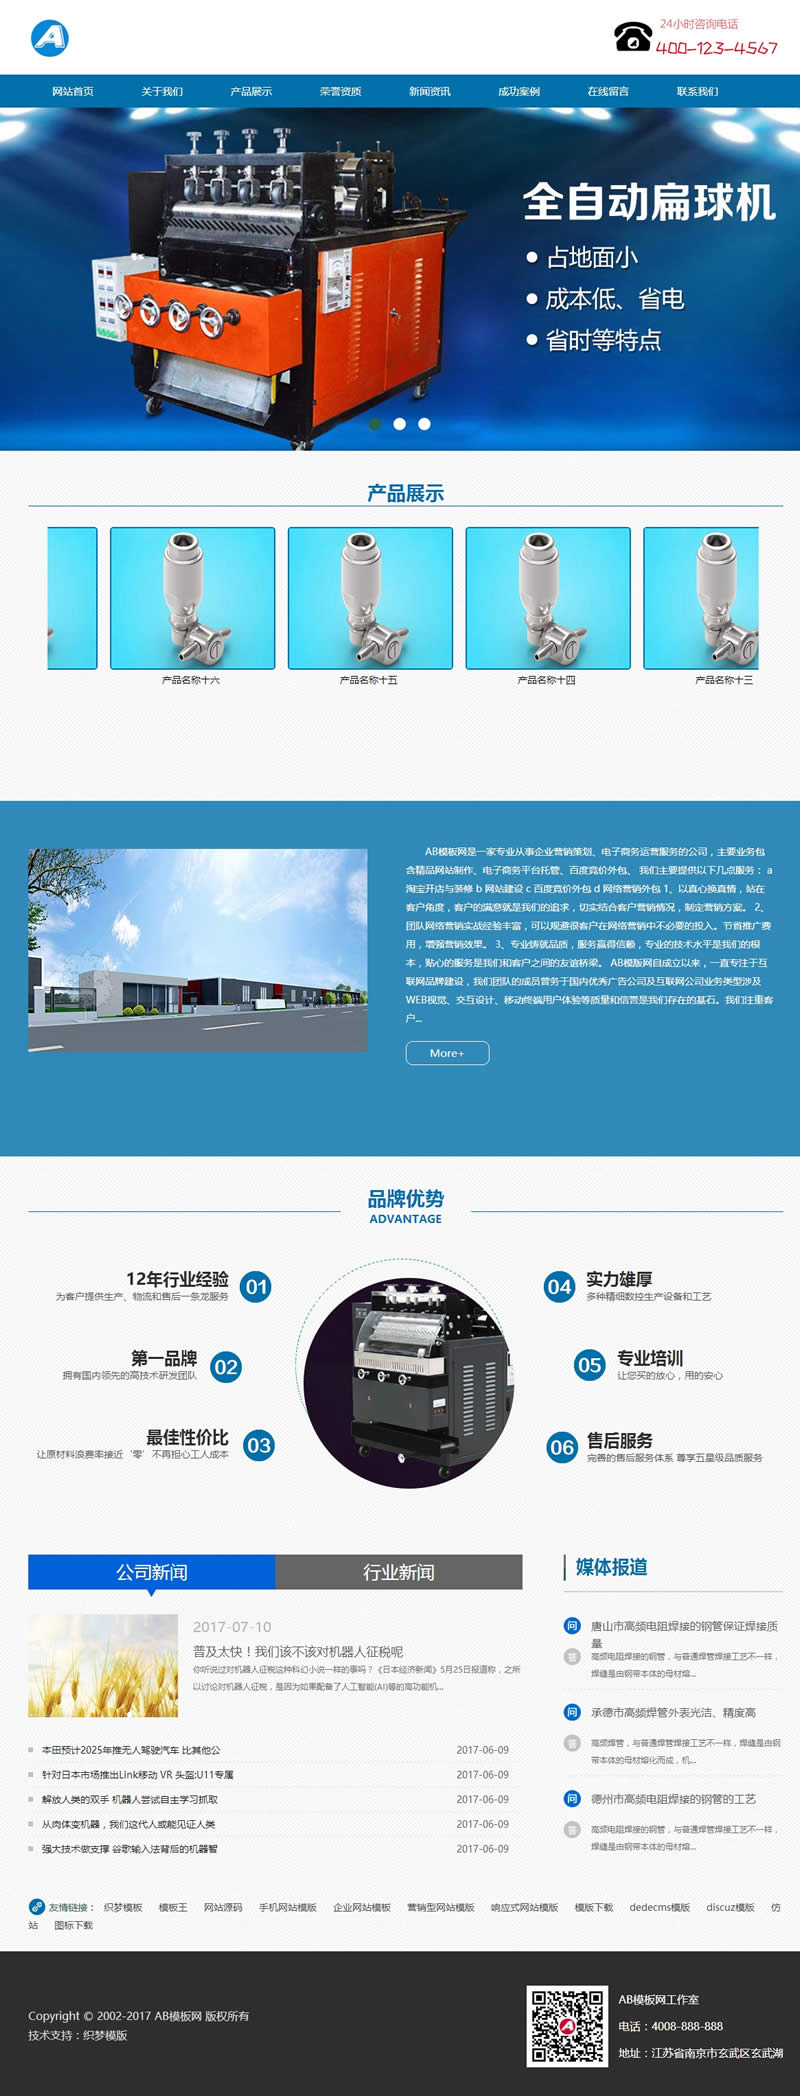 24小时咨询电话
400-123-4567
网站首页 关于我们 产品展示 荣誉资质 新闻资讯 成功案例 在线留言 联系我们
全自动扁球机
占地面小
成本低、省电
省时等特点
产品展示
产品名称十六 产品名称十五 产品名称十四 产品名称十三
AB模板网是一家专业从事企业营销策划、电子商务运营服务的公司，主要业务包
含精品网站制作、电子商务平台托管、百度竞价外包、 我们主要提供以下几点服务： a
淘宝开店与装修 b 网站建设 c 百度竞价外包 d 网络营销外包 1、以真心换真情，站在
客户角度，客户的满意就是我们的追求，切实结合客户营销情况，制定营销方案。 2、
团队网络营销实战经验丰富，可以规避很客户在网络营销中不必要的投入。节省推广费
用，增强营销效果。 3、专业铸就品质，服务赢得信赖，专业的技术水平是我们的根
本，贴心的服务是我们和客户之间的友谊桥梁。 AB模版网自成立以来，一直专注于互
联网品牌建设，我们团队的成员曾务于国内优秀广告公司及互联网公司业务类型涉及
WEB视觉、交互设计、移动终端用户体验等质量和信誉是我们存在的基石。我们注重客
户...
More+
品牌优势
ADVANTAGE
12年行业经验 01
为客户提供生产、物流和售后一条龙服务
第一品牌 02
拥有国内领先的高技术研发团队
最佳性价比 03
让原材料浪费率接近‘零’不再担心工人成本
04 实力雄厚
多种精细数控生产设备和工艺
05 专业培训
让您买的放心，用的安心
06 售后服务
完善的售后服务体系 尊享五星级品质服务
公司新闻 行业新闻
2017-07-10
普及太快！我们该不该对机器人征税呢
你听说过对机器人征税这种科幻小说一样的事吗？《日本经济新闻》5月25日报道称，之所
以讨论对机器人征税，是因为如果配备了人工智能(AI)等的高功能机...
本田预计2025年推无人驾驶汽车 比其他公 2017-06-09
针对日本市场推出Link移动 VR 头盔:U11专属 2017-06-09
解放人类的双手 机器人尝试自主学习抓取 2017-06-09
从肉体变机器，我们这代人或能见证人类 2017-06-09
强大技术做支撑 谷歌输入法背后的机器智 2017-06-09
媒体报道
问 唐山市高频电阻焊接的钢管保证焊接质
量
答 高频电阻焊接的钢管，与普通焊管焊接工艺不一样，
焊缝是由钢带本体的母材熔...
问 承德市高频焊管外表光洁、精度高
答 高频焊管，与普通焊管焊接工艺不一样，焊缝是由钢
带本体的母材熔化而成，机...
问 德州市高频电阻焊接的钢管的工艺
答 高频电阻焊接的钢管，与普通焊管焊接工艺不一样，
焊缝是由钢带本体的母材熔...
友情链接： 织梦模板 模板王 网站源码 手机网站模版 企业网站模板 营销型网站模版 响应式网站模版 模版下载 dedecms模版 discuz模版 仿
站 图标下载
Copyright © 2002-2017 AB模板网 版权所有
技术支持：织梦模版
AB模板网工作室
电话：4008-888-888
地址：江苏省南京市玄武区玄武湖